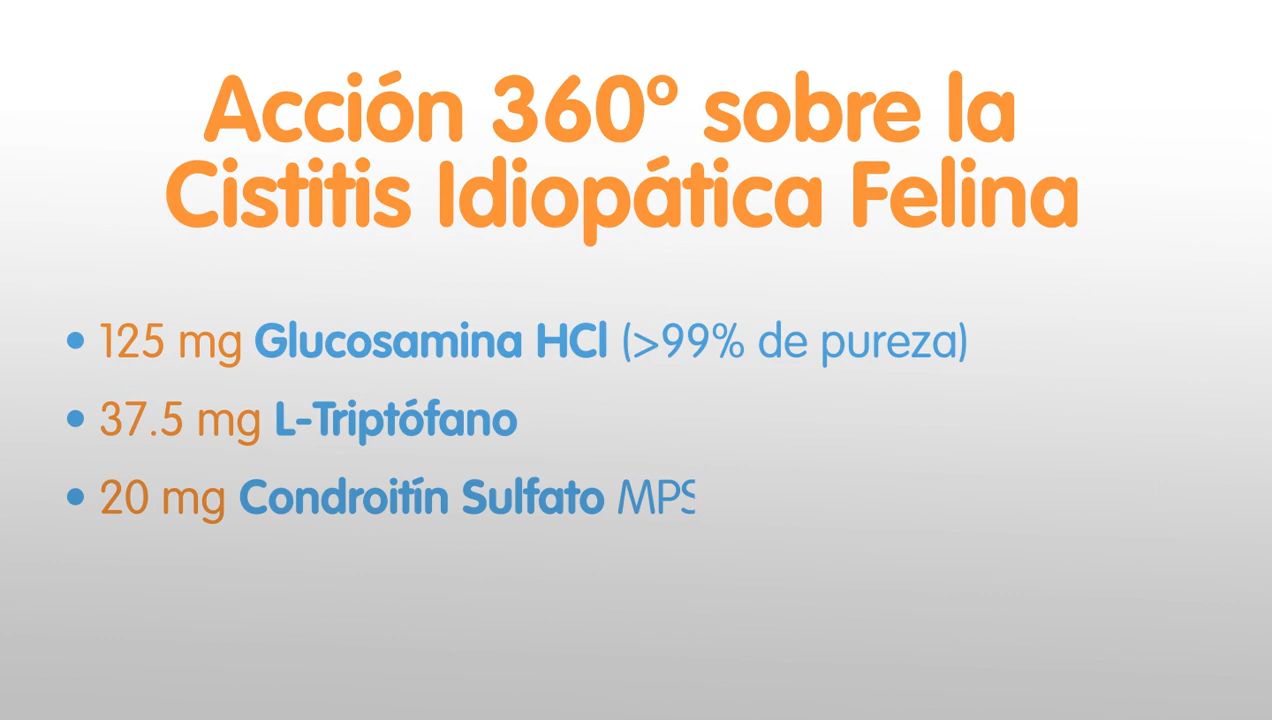 Acción 360º sobre la
Cistitis Idiopática Felina
• 125 mg Glucosamina HCl (>99% de pureza)
• 37.5 mg L-Triptófano
• 20 mg Condroitín Sulfato MPS